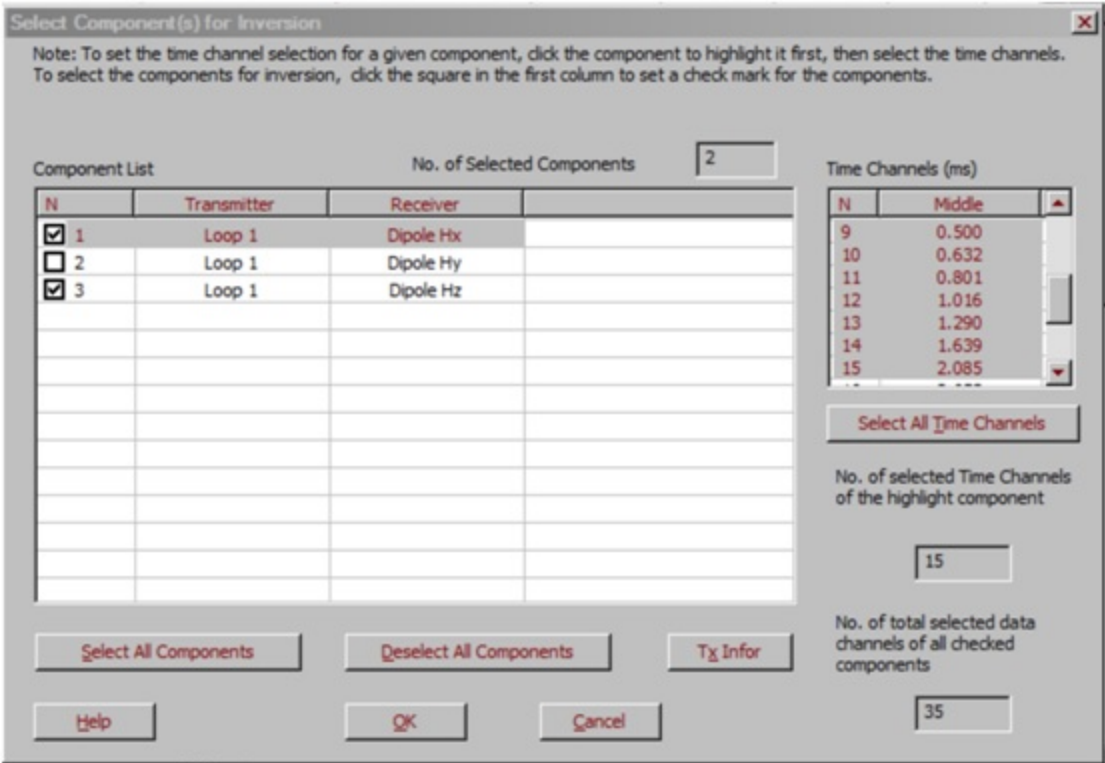 Select Component(s) for Inversion
Note: To set the time channel selection for a given component, click the component to highlight it first, then select the time channels.
To select the components for inversion, click the square in the first column to set a check mark for the components.
No. of Selected Components 2
Component List
N Transmitter Receiver
1 Loop 1 Dipole Hx
2 Loop 1 Dipole Hy
3 Loop 1 Dipole Hz
Time Channels (ms)
N Middle
9 0.500
10 0.632
11 0.801
12 1.016
13 1.290
14 1.639
15 2.085
Select All Time Channels
No. of selected Time Channels
of the highlight component
15
No. of total selected data
channels of all checked
components
35
Select All Components Deselect All Components Tx Infor
Help OK Cancel